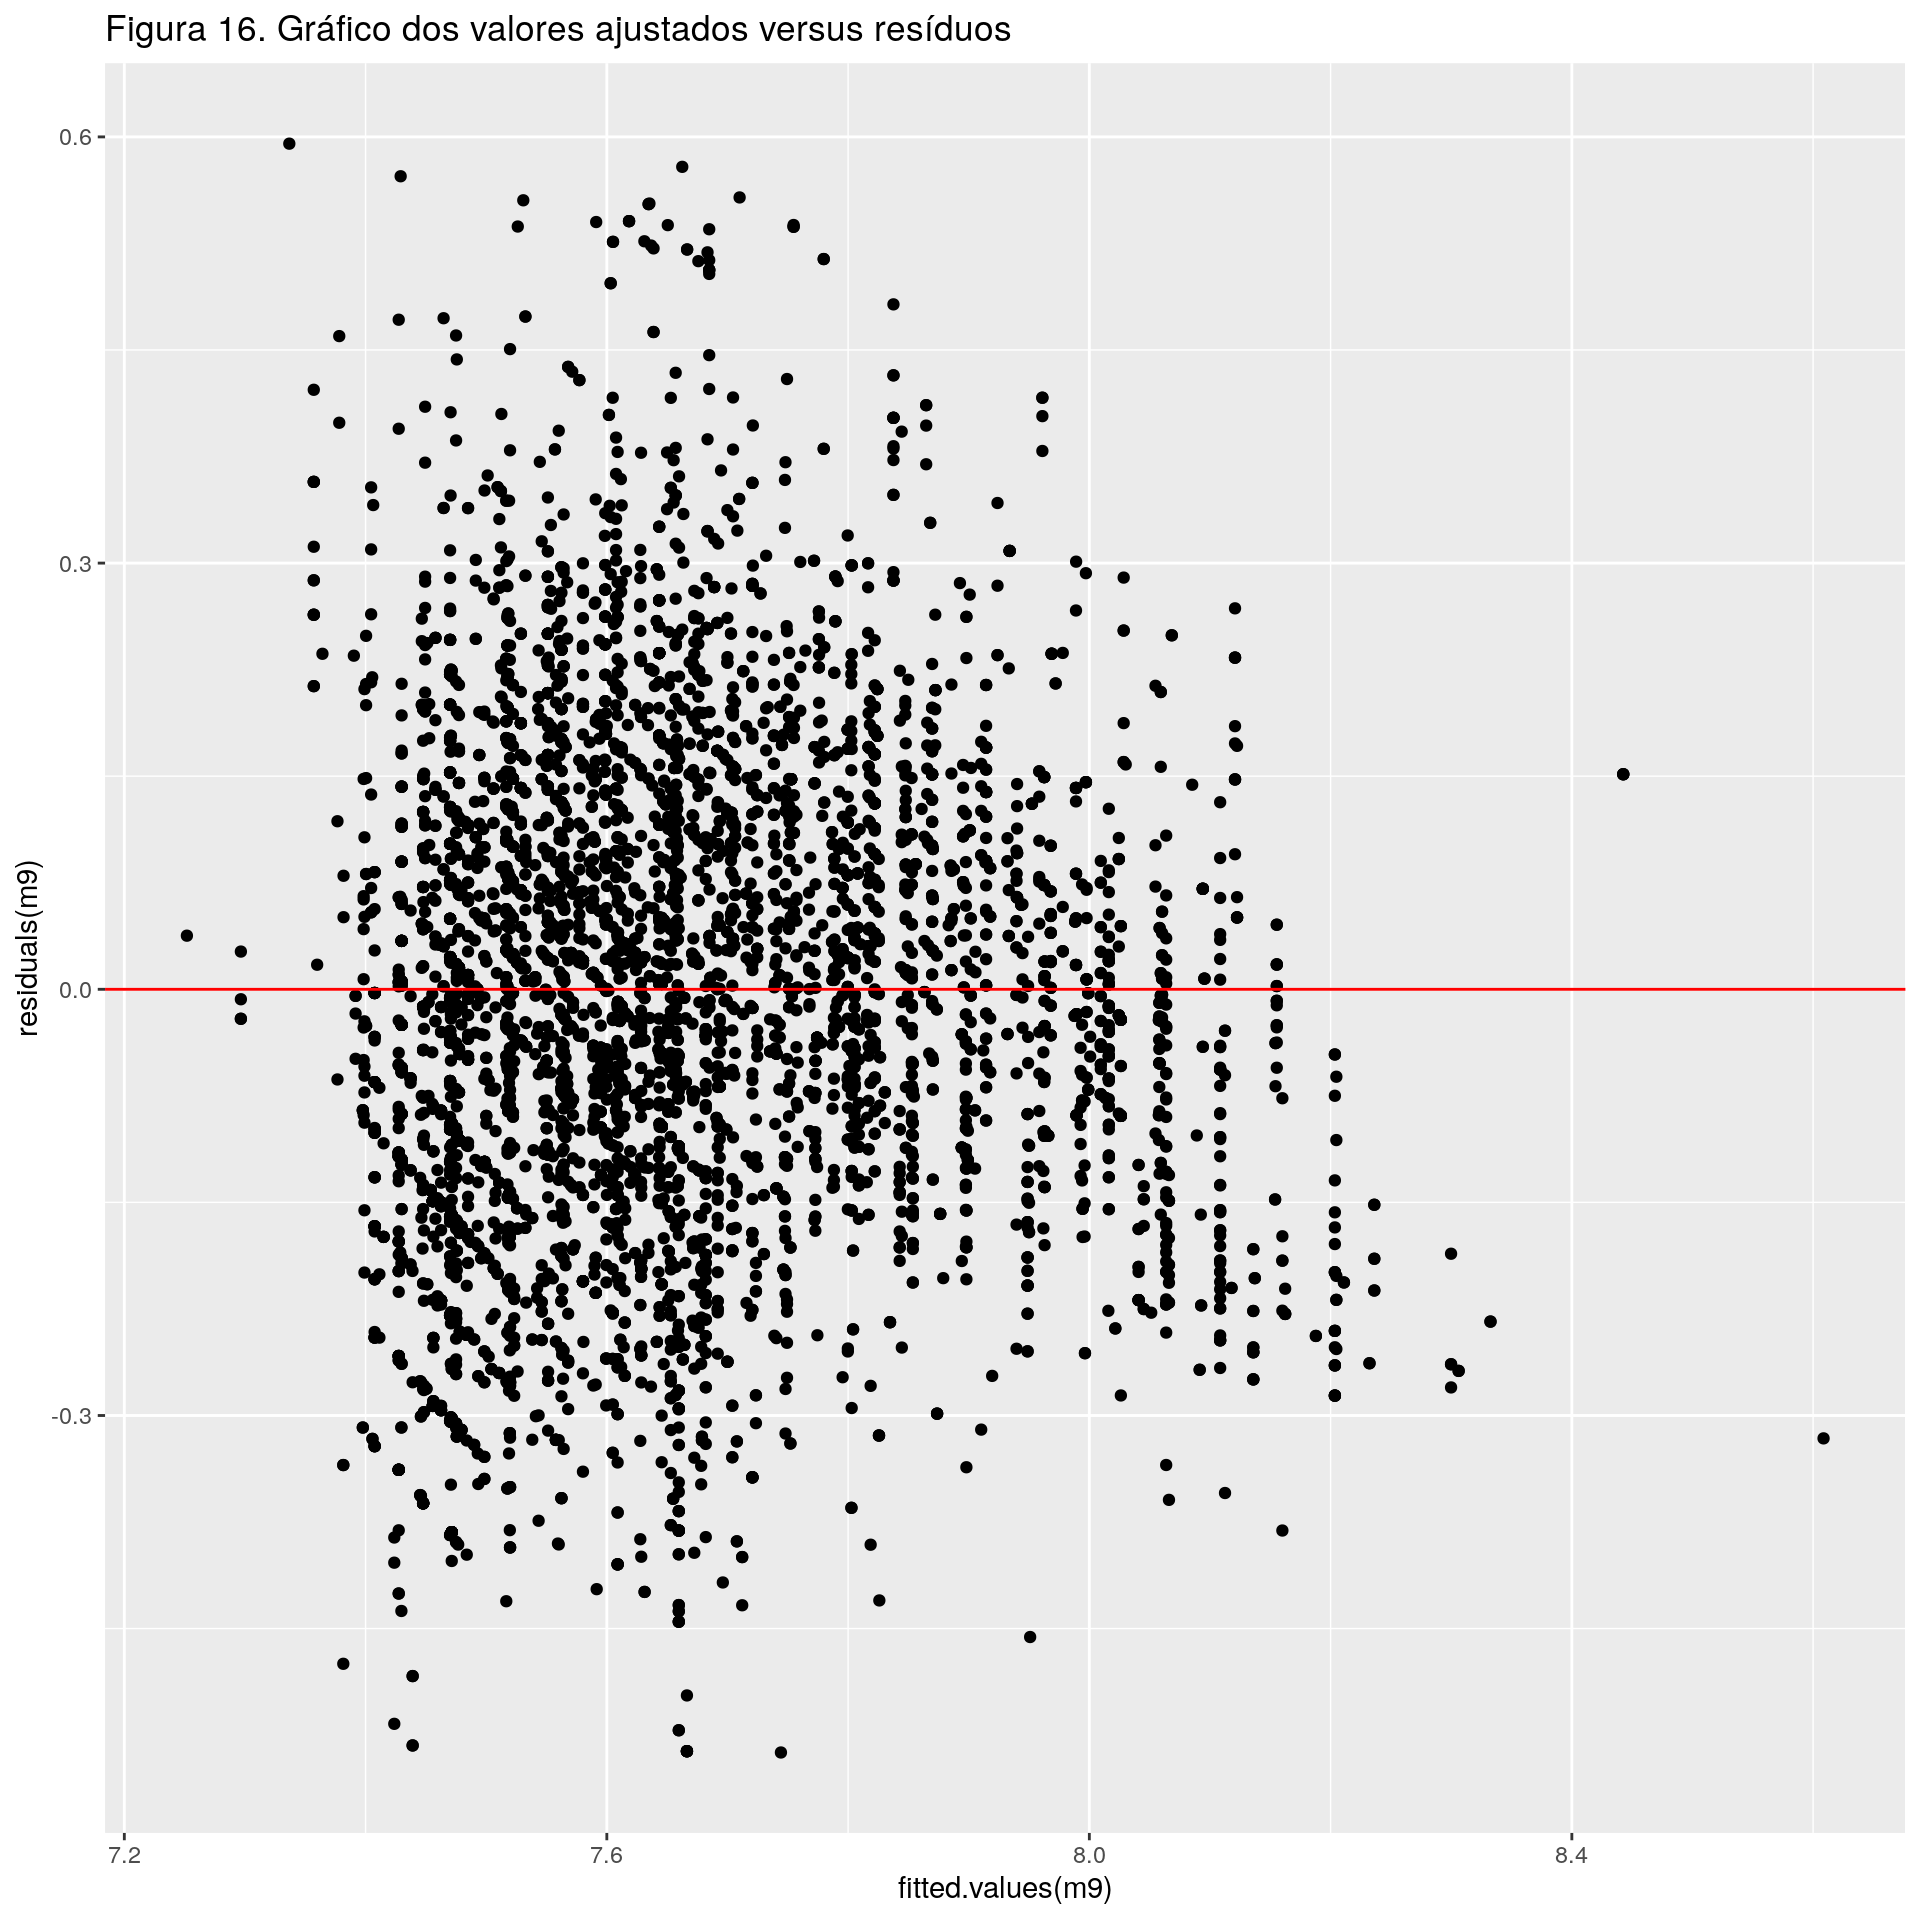 Figura 16. Gráfico dos valores ajustados versus resíduos
0.6
0.3
0.0
-0.3
residuals(m9)
7.2
7.6
8.0
8.4
fitted.values(m9)